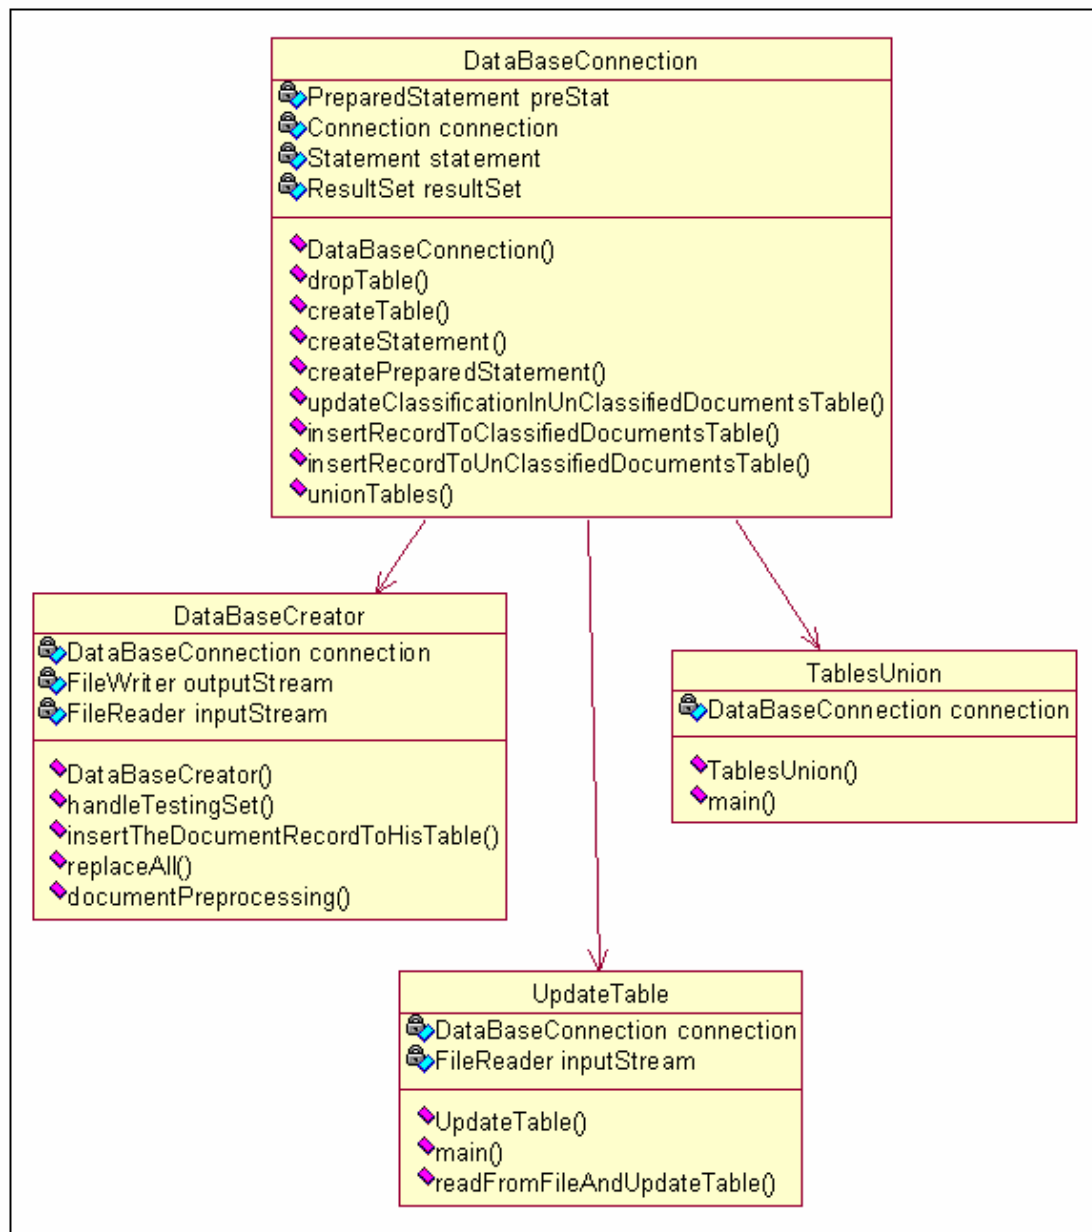 DataBaseConnection
PreparedStatement preStat
Connection connection
Statement statement
ResultSet resultSet
DataBaseConnection()
dropTable()
createTable()
createStatement()
createPreparedStatement()
updateClassificationInUnClassifiedDocumentsTable()
insertRecordToClassifiedDocumentsTable()
insertRecordToUnClassifiedDocumentsTable()
unionTables()
DataBaseCreator
DataBaseConnection connection
FileWriter outputStream
FileReader inputStream
DataBaseCreator()
handleTestingSet()
insertTheDocumentRecordToHisTable()
replaceAll()
documentPreprocessing()
TablesUnion
DataBaseConnection connection
TablesUnion()
main()
UpdateTable
DataBaseConnection connection
FileReader inputStream
UpdateTable()
main()
readFromFileAndUpdateTable()